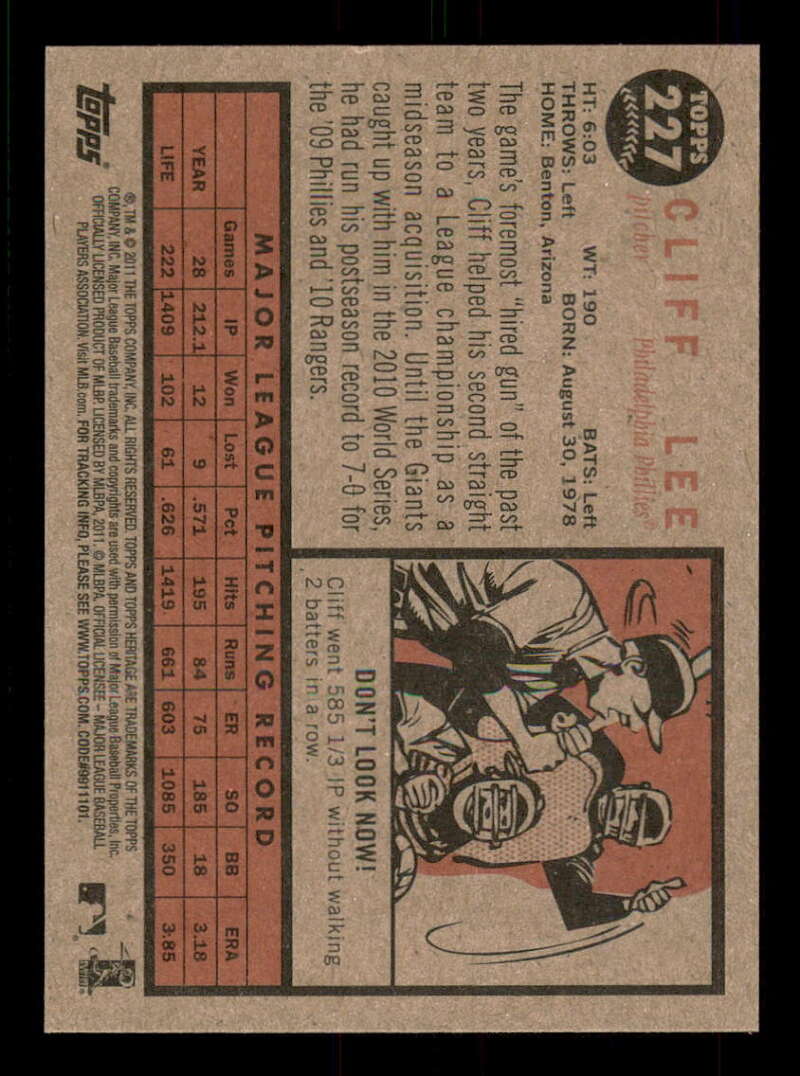 TOPPS
227
CLIFF LEE
pitcher Philadelphia Phillies®
HT: 6:03 WT: 190 BATS: Left
THROWS: Left BORN: August 30, 1978
HOME: Benton, Arizona
The game's foremost "hired gun" of the past
two years, Cliff helped his second straight
team to a League championship as a
midseason acquisition. Until the Giants
caught up with him in the 2010 World Series,
he had run his postseason record to 7-0 for
the '09 Phillies and '10 Rangers.
DON'T LOOK NOW!
Cliff went 585 1/3 IP without walking
2 batters in a row.
MAJOR LEAGUE PITCHING RECORD
Games IP Won Lost Pct Hits Runs ER SO BB ERA
YEAR 28 212.1 12 9 .571 195 84 75 185 18 3.18
LIFE 222 1409 102 61 .626 1419 661 603 1085 350 3.85
Topps®
®, TM & © 2011 THE TOPPS COMPANY, INC. ALL RIGHTS RESERVED. TOPPS AND TOPPS HERITAGE ARE TRADEMARKS OF THE TOPPS
COMPANY, INC. Major League Baseball trademarks and copyrights are used with permission of Major League Baseball Properties, Inc.
OFFICIALLY LICENSED PRODUCT OF MLBP. LICENSED BY MLBPA, 2011. © MLBPA. OFFICIAL LICENSEE – MAJOR LEAGUE BASEBALL
PLAYERS ASSOCIATION. Visit MLB.com. FOR TRACKING INFO, PLEASE SEE WWW.TOPPS.COM. CODE#9911101.